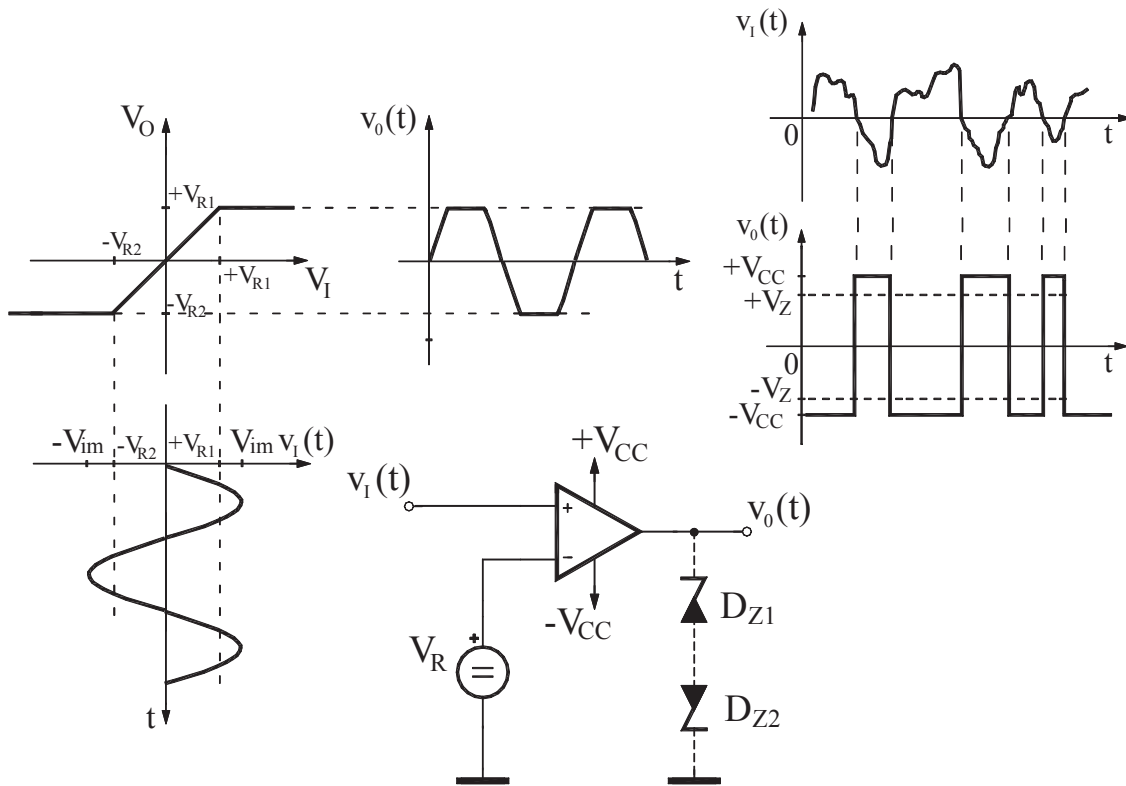 V_O
+V_R1
-V_R2
+V_R1
V_I
-V_R2
v_0(t)
t
v_I(t)
0
t
v_0(t)
+V_CC
+V_Z
0
t
-V_Z
-V_CC
-V_im
-V_R2
+V_R1
V_im
v_I(t)
t
v_I(t)
+V_CC
+
−
-V_CC
v_0(t)
D_Z1
D_Z2
+
V_R
=